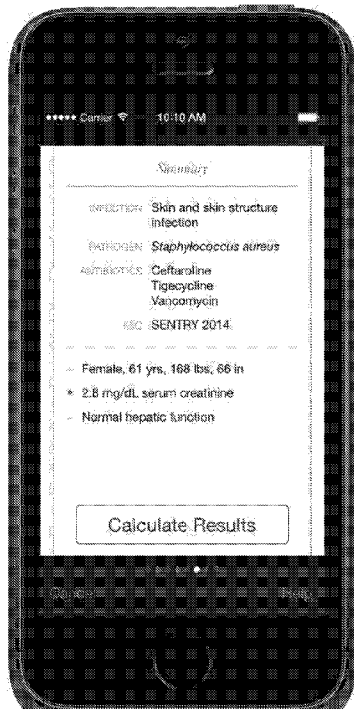 Carrier 10:10 AM
Summary
INFECTION Skin and skin structure
infection
PATHOGEN Staphylococcus aureus
ANTIBIOTICS Ceftaroline
Tigecycline
Vancomycin
SENTRY 2014
Female, 61 yrs, 168 lbs, 66 in
2.8 mg/dL serum creatinine
Normal hepatic function
Calculate Results
Cancel Help